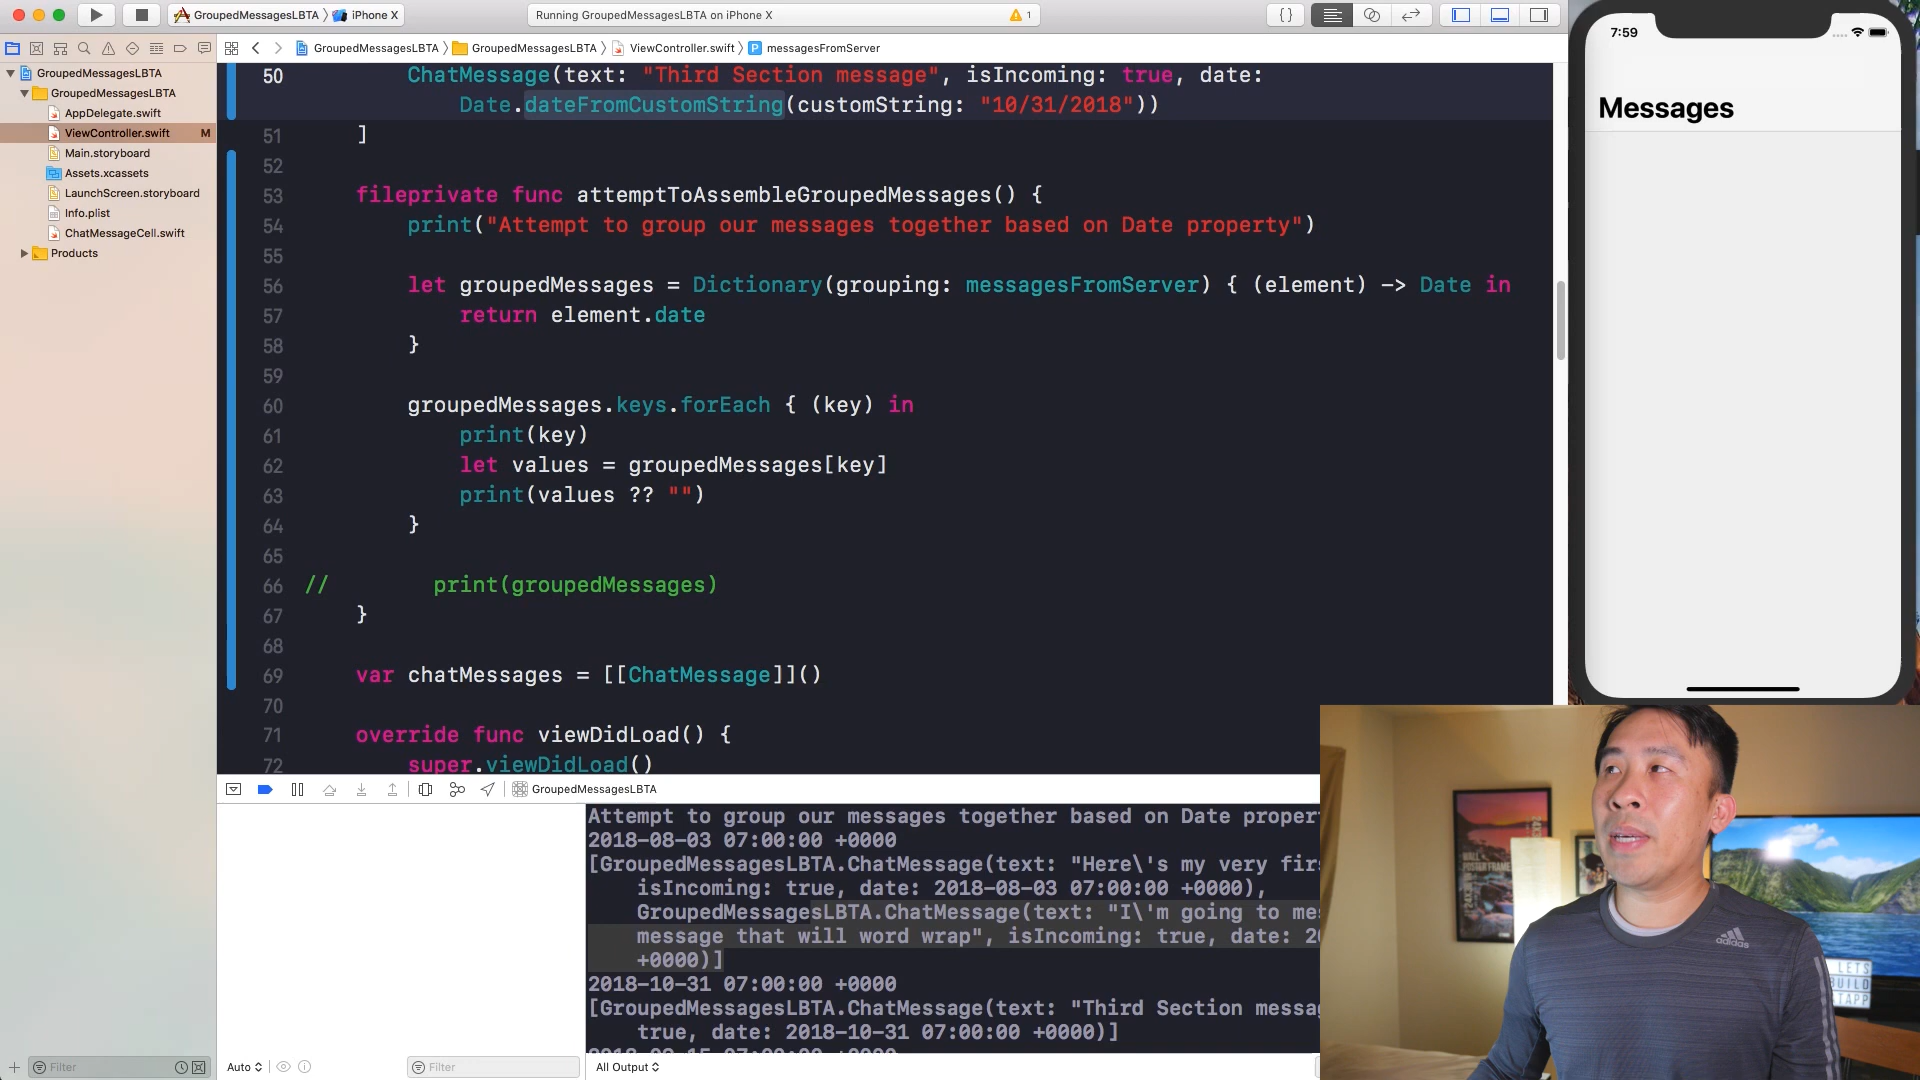 GroupedMessagesLBTA
iPhone X
Running GroupedMessagesLBTA on iPhone X
1
GroupedMessagesLBTA
GroupedMessagesLBTA
ViewController.swift
messagesFromServer
GroupedMessagesLBTA
GroupedMessagesLBTA
AppDelegate.swift
ViewController.swift M
Main.storyboard
Assets.xcassets
LaunchScreen.storyboard
Info.plist
ChatMessageCell.swift
Products
Filter
50 ChatMessage(text: "Third Section message", isIncoming: true, date:
Date.dateFromCustomString(customString: "10/31/2018"))
51 ]
52
53 fileprivate func attemptToAssembleGroupedMessages() {
54 print("Attempt to group our messages together based on Date property")
55
56 let groupedMessages = Dictionary(grouping: messagesFromServer) { (element) -> Date in
57 return element.date
58 }
59
60 groupedMessages.keys.forEach { (key) in
61 print(key)
62 let values = groupedMessages[key]
63 print(values ?? "")
64 }
65
66 // print(groupedMessages)
67 }
68
69 var chatMessages = [[ChatMessage]]()
70
71 override func viewDidLoad() {
72 super.viewDidLoad()
GroupedMessagesLBTA
Attempt to group our messages together based on Date proper
2018-08-03 07:00:00 +0000
[GroupedMessagesLBTA.ChatMessage(text: "Here\'s my very fir
isIncoming: true, date: 2018-08-03 07:00:00 +0000),
GroupedMessagesLBTA.ChatMessage(text: "I\'m going to me
message that will word wrap", isIncoming: true, date: 2
+0000)]
2018-10-31 07:00:00 +0000
[GroupedMessagesLBTA.ChatMessage(text: "Third Section messa
true, date: 2018-10-31 07:00:00 +0000)]
Auto
Filter
All Output
7:59
Messages
adidas
LETS
BUILD